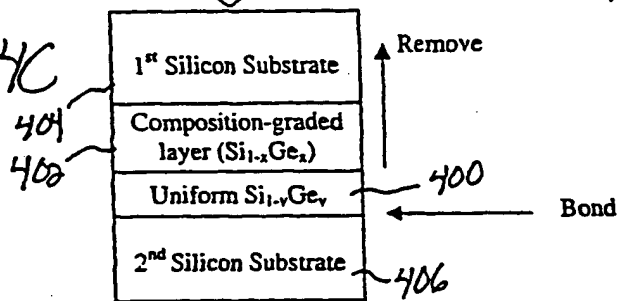 4C
1st Silicon Substrate
Remove
404
Composition-graded
layer (Si1-xGex)
402
Uniform Si1-yGey
400
Bond
2nd Silicon Substrate
406